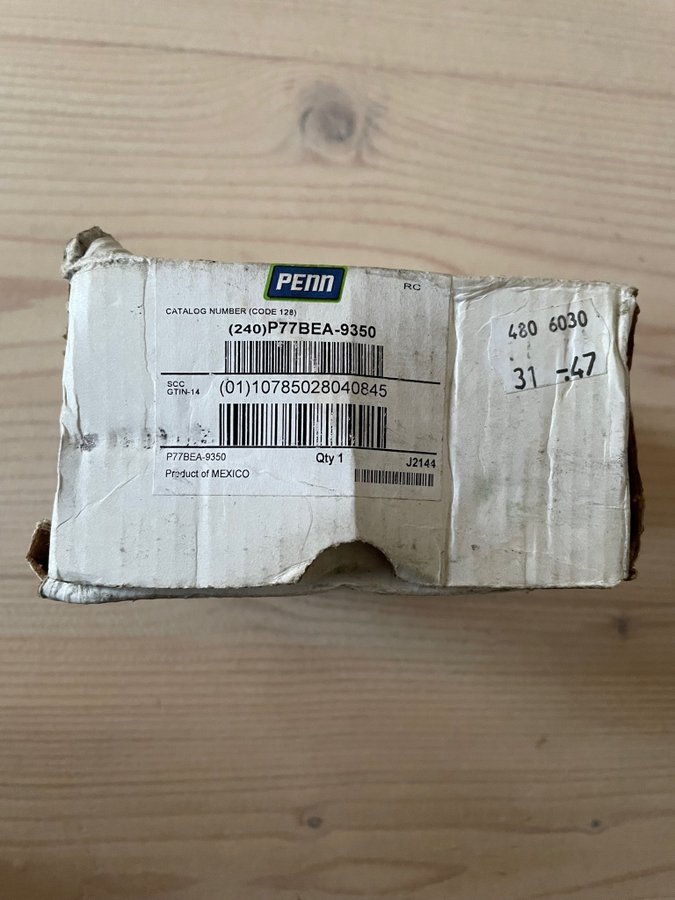 PENN
RC
CATALOG NUMBER (CODE 128)
(240)P77BEA-9350
SCC
GTIN-14
(01)10785028040845
P77BEA-9350
Qty 1
J2144
Product of MEXICO
480 6030
31 -.47